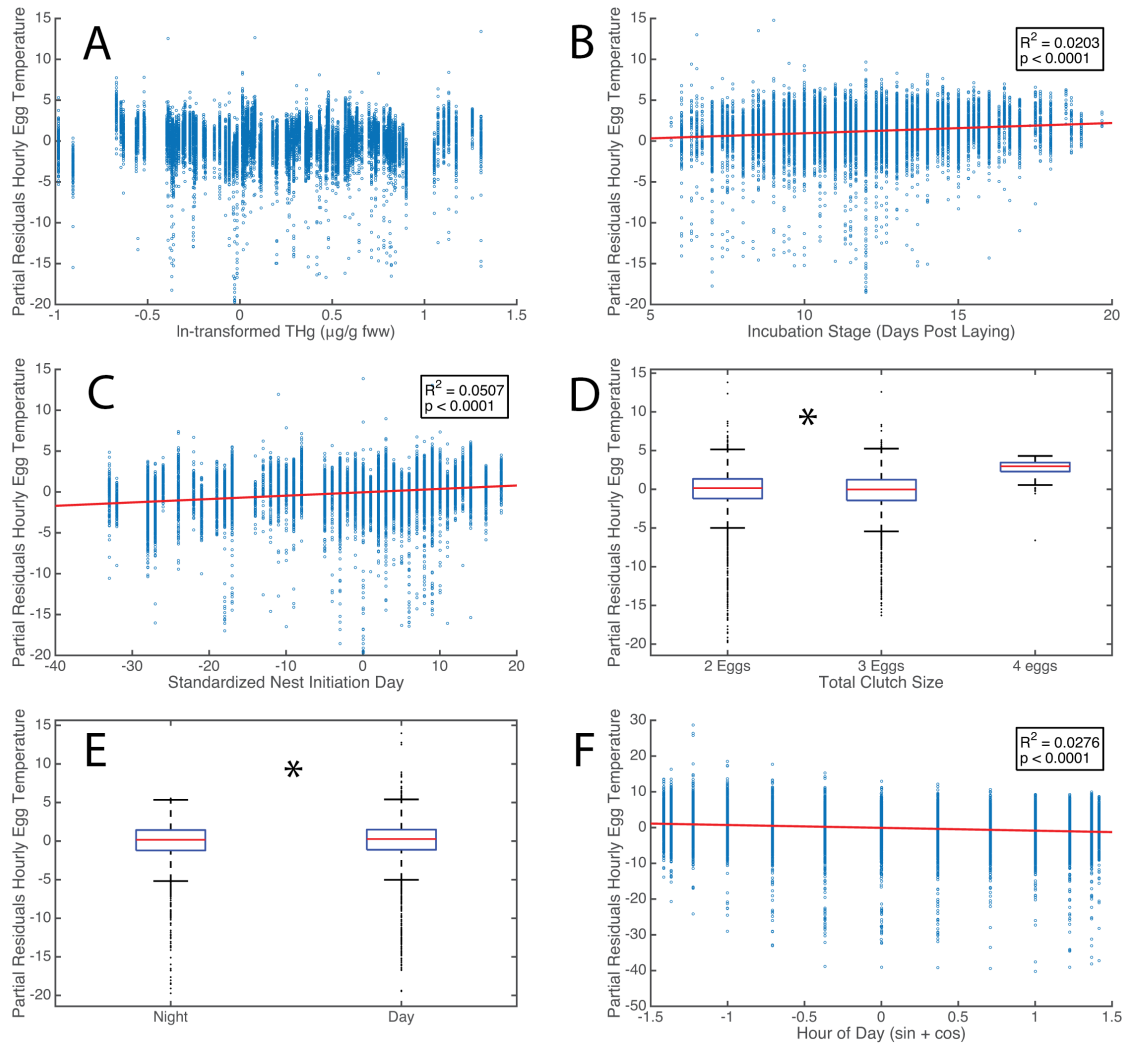 A
Partial Residuals Hourly Egg Temperature
15
10
5
0
-5
-10
-15
-20
-1
-0.5
0
0.5
1
1.5
ln-transformed THg (μg/g fww)
B
R² = 0.0203
p < 0.0001
Partial Residuals Hourly Egg Temperature
15
10
5
0
-5
-10
-15
-20
5
10
15
20
Incubation Stage (Days Post Laying)
C
R² = 0.0507
p < 0.0001
Partial Residuals Hourly Egg Temperature
15
10
5
0
-5
-10
-15
-20
-40
-30
-20
-10
0
10
20
Standardized Nest Initiation Day
D
*
Partial Residuals Hourly Egg Temperature
15
10
5
0
-5
-10
-15
-20
2 Eggs
3 Eggs
4 eggs
Total Clutch Size
E
*
Partial Residuals Hourly Egg Temperature
15
10
5
0
-5
-10
-15
-20
Night
Day
F
R² = 0.0276
p < 0.0001
Partial Residuals Hourly Egg Temperature
30
20
10
0
-10
-20
-30
-40
-50
-1.5
-1
-0.5
0
0.5
1
1.5
Hour of Day (sin + cos)